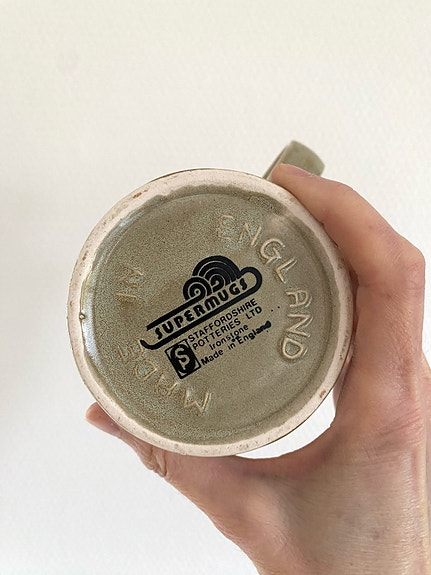 MADE IN ENGLAND
SUPERMUGS
STAFFORDSHIRE
POTTERIES LTD
Ironstone
Made in England
S